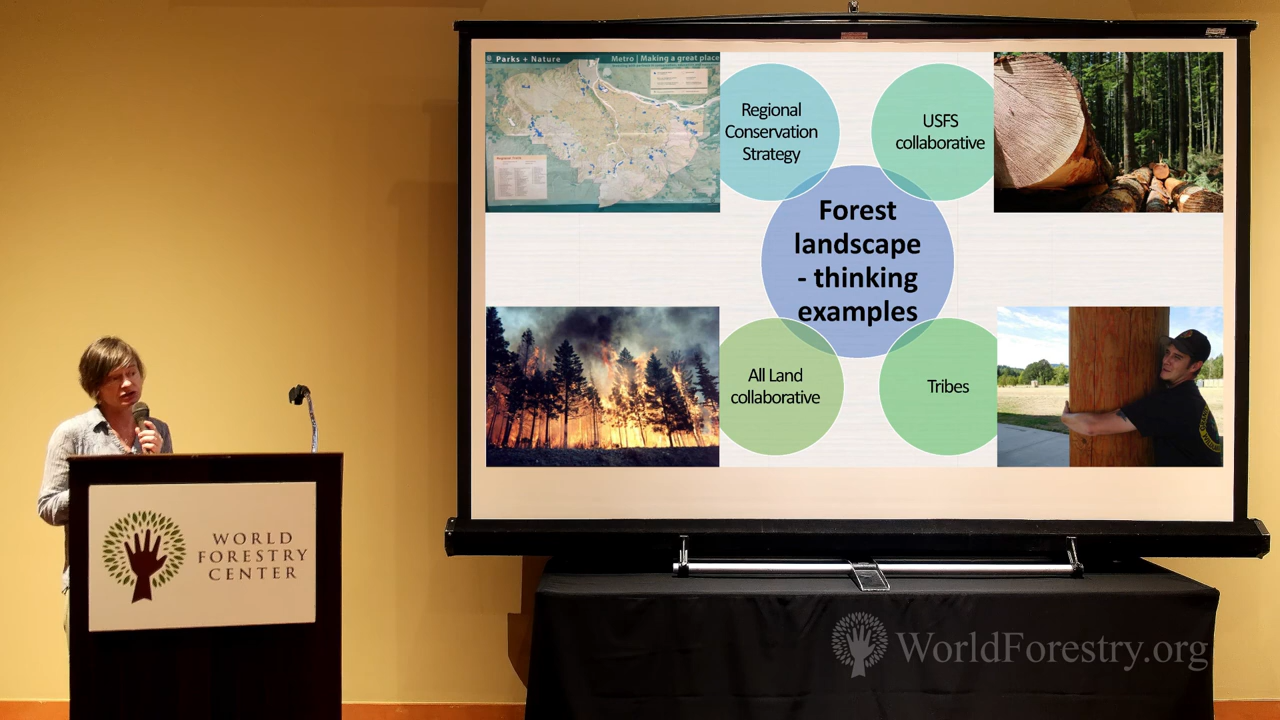 Parks + Nature
Metro | Making a great place
Regional
Conservation
Strategy
USFS
collaborative
Forest
landscape
- thinking
examples
All Land
collaborative
Tribes
WORLD
FORESTRY
CENTER
WorldForestry.org